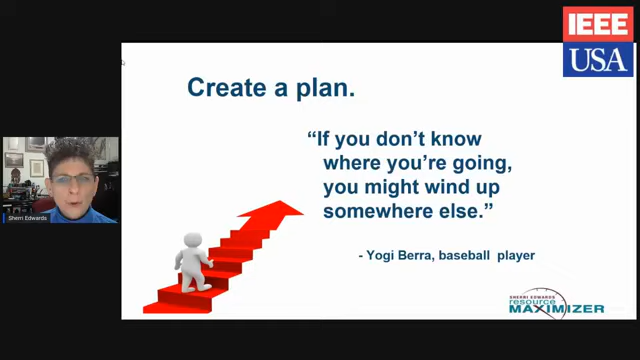 IEEE
USA
Create a plan.
“If you don’t know
where you’re going,
you might wind up
somewhere else.”
- Yogi Berra, baseball player
Sherri Edwards
SHERRI EDWARDS
resource
MAXIMIZER